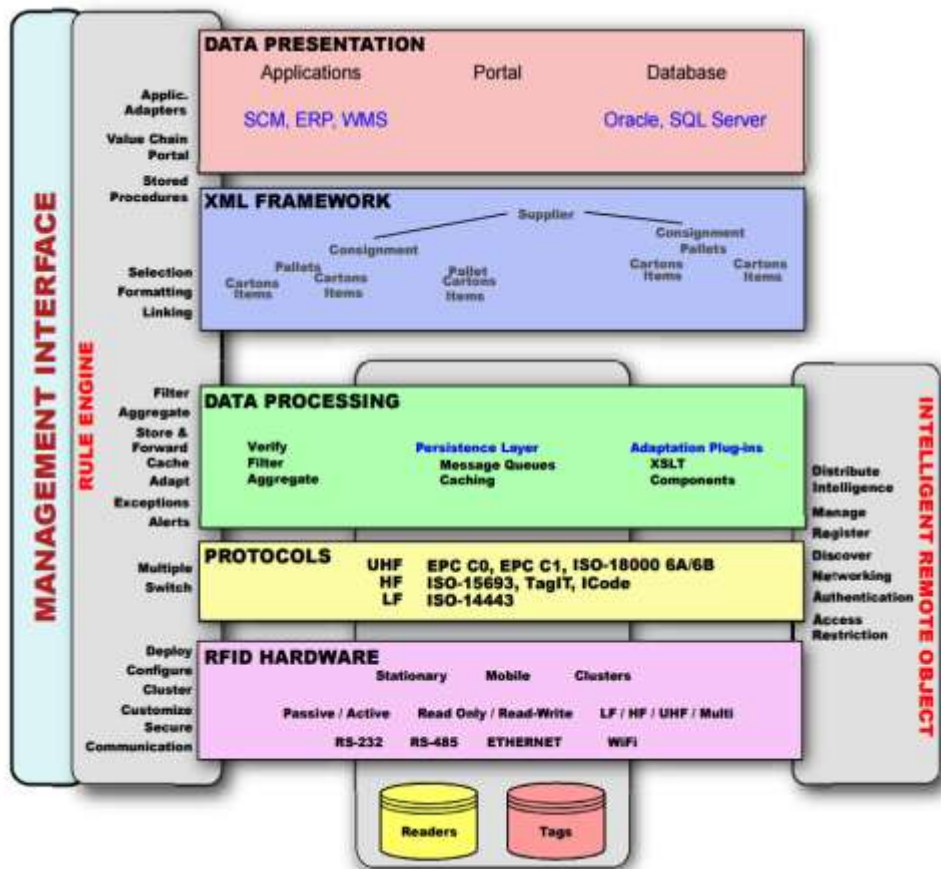 MANAGEMENT INTERFACE
RULE ENGINE
Applic.
Adapters
Value Chain
Portal
Stored
Procedures
Selection
Formatting
Linking
Filter
Aggregate
Store &
Forward
Cache
Adapt
Exceptions
Alerts
Multiple
Switch
Deploy
Configure
Cluster
Customize
Secure
Communication
DATA PRESENTATION
Applications Portal Database
SCM, ERP, WMS Oracle, SQL Server
XML FRAMEWORK
Supplier
Consignment Consignment
Pallets Pallet Pallets
Cartons Cartons Cartons Cartons Cartons
Items Items Items Items Items
DATA PROCESSING
Verify Persistence Layer Adaptation Plug-ins
Filter Message Queues XSLT
Aggregate Caching Components
PROTOCOLS
UHF EPC C0, EPC C1, ISO-18000 6A/6B
HF ISO-15693, TagIT, ICode
LF ISO-14443
RFID HARDWARE
Stationary Mobile Clusters
Passive / Active Read Only / Read-Write LF / HF / UHF / Multi
RS-232 RS-485 ETHERNET WiFi
Readers Tags
Distribute
Intelligence
Manage
Register
Discover
Networking
Authentication
Access
Restriction
INTELLIGENT REMOTE OBJECT